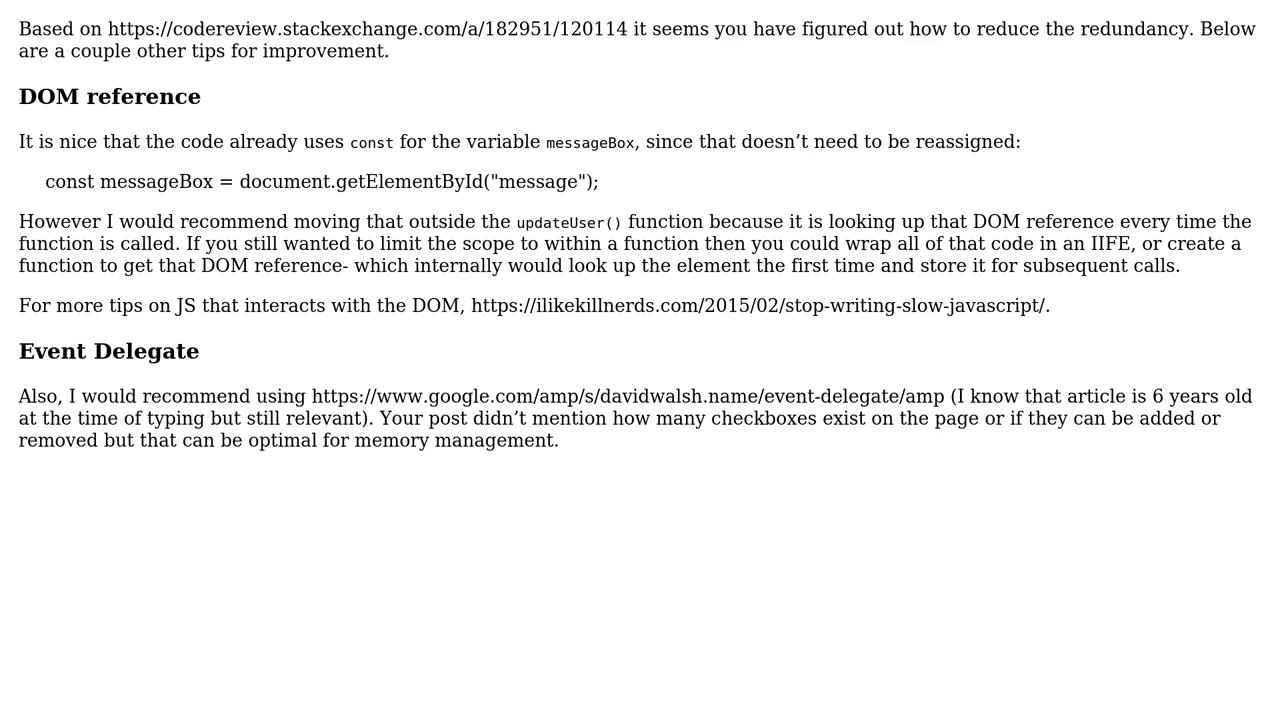 Based on https://codereview.stackexchange.com/a/182951/120114 it seems you have figured out how to reduce the redundancy. Below
are a couple other tips for improvement.
DOM reference
It is nice that the code already uses const for the variable messageBox, since that doesn’t need to be reassigned:
const messageBox = document.getElementById("message");
However I would recommend moving that outside the updateUser() function because it is looking up that DOM reference every time the
function is called. If you still wanted to limit the scope to within a function then you could wrap all of that code in an IIFE, or create a
function to get that DOM reference- which internally would look up the element the first time and store it for subsequent calls.
For more tips on JS that interacts with the DOM, https://ilikekillnerds.com/2015/02/stop-writing-slow-javascript/.
Event Delegate
Also, I would recommend using https://www.google.com/amp/s/davidwalsh.name/event-delegate/amp (I know that article is 6 years old
at the time of typing but still relevant). Your post didn’t mention how many checkboxes exist on the page or if they can be added or
removed but that can be optimal for memory management.